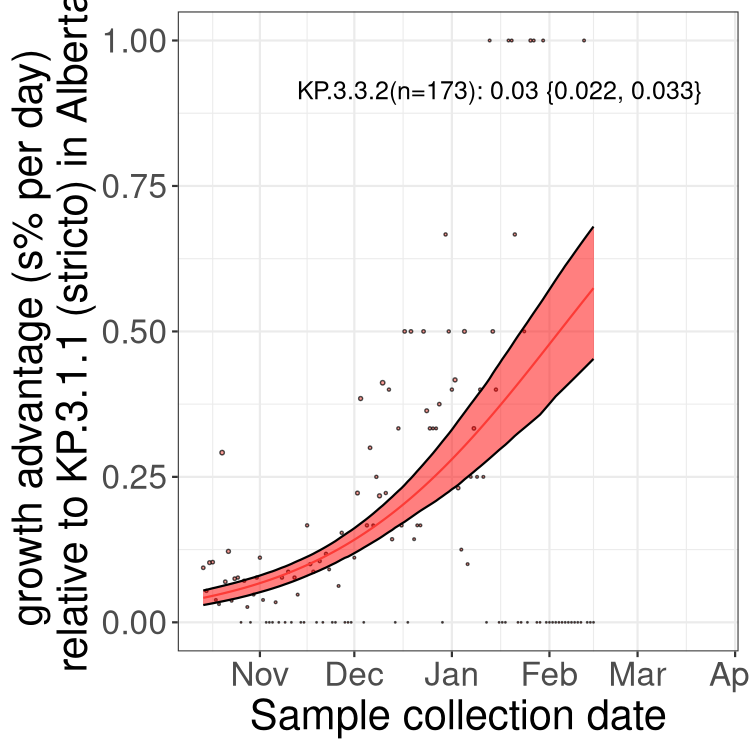 growth advantage (s% per day)
relative to KP.3.1.1 (stricto) in Alberta
1.00
0.75
0.50
0.25
0.00
KP.3.3.2(n=173): 0.03 {0.022, 0.033}
Nov Dec Jan Feb Mar Ap
Sample collection date